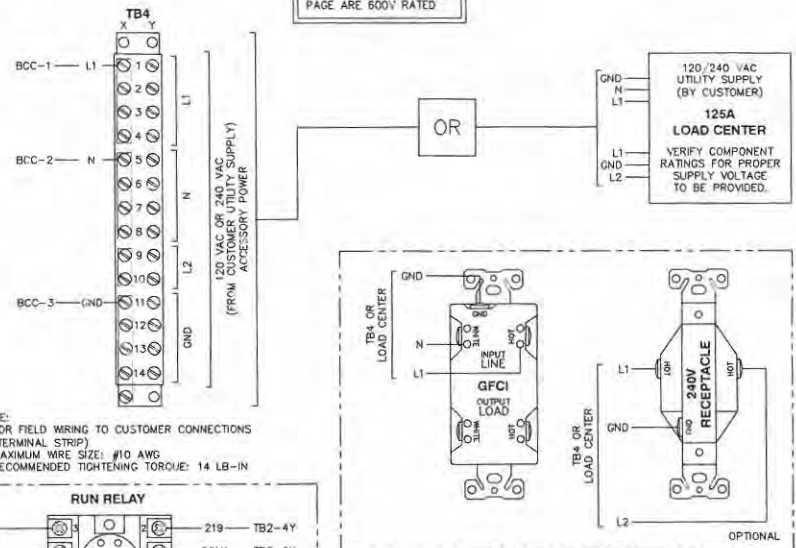 PAGE ARE 600V RATED
TB4
X Y
BCC-1 L1 1
2
3
4
L1
BCC-2 N 5
6
7
8
N
9
10
L2
BCC-3 GND 11
12
13
14
GND
120 VAC OR 240 VAC
(FROM CUSTOMER UTILITY SUPPLY)
ACCESSORY POWER
OR
GND
N
L1
L1
GND
L2
120/240 VAC
UTILITY SUPPLY
(BY CUSTOMER)
125A
LOAD CENTER
VERIFY COMPONENT
RATINGS FOR PROPER
SUPPLY VOLTAGE
TO BE PROVIDED.
TB4 OR
LOAD CENTER
GND
N
L1
GND
WHITE
HOT
INPUT
LINE
GFCI
OUTPUT
LOAD
WHITE
HOT
TB4 OR
LOAD CENTER
L1
GND
L2
HOT
240V
RECEPTACLE
HOT
GND
OPTIONAL
E:
OR FIELD WIRING TO CUSTOMER CONNECTIONS
TERMINAL STRIP)
MAXIMUM WIRE SIZE: #10 AWG
RECOMMENDED TIGHTENING TORQUE: 14 LB-IN
RUN RELAY
3
2 219 TB2-4Y